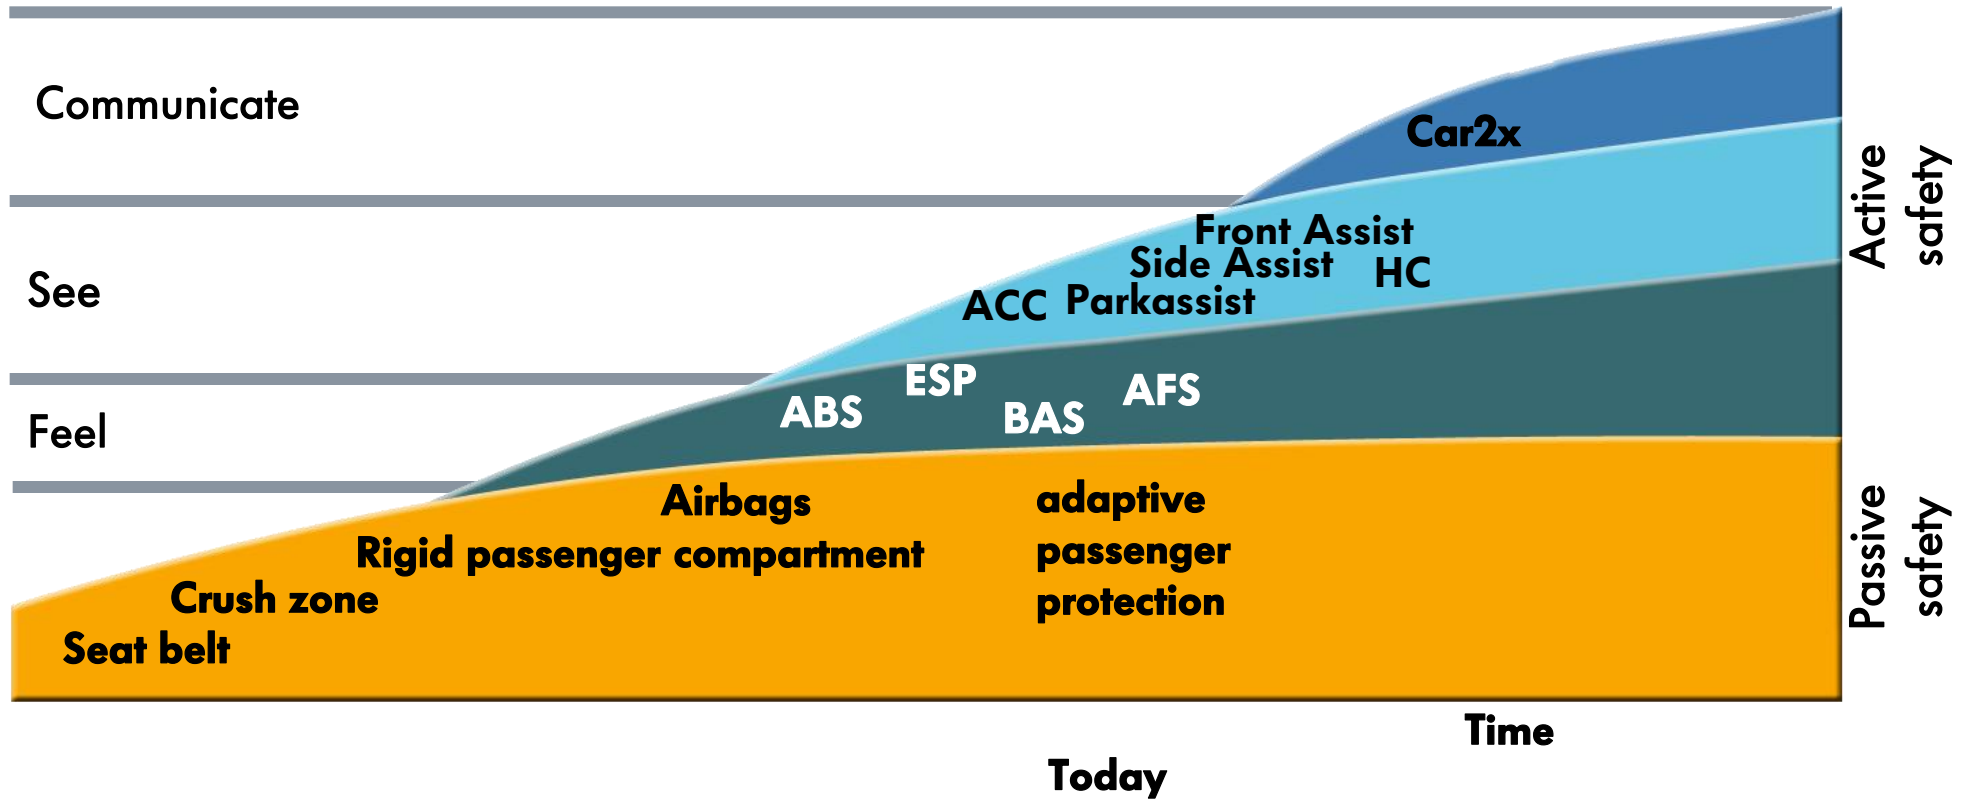 Communicate
Car2x
Active
safety
Front Assist
Side Assist
HC
See
ACC
Parkassist
ESP
AFS
ABS
BAS
Feel
Airbags
adaptive
passenger
protection
Rigid passenger compartment
Crush zone
Seat belt
Passive
safety
Time
Today